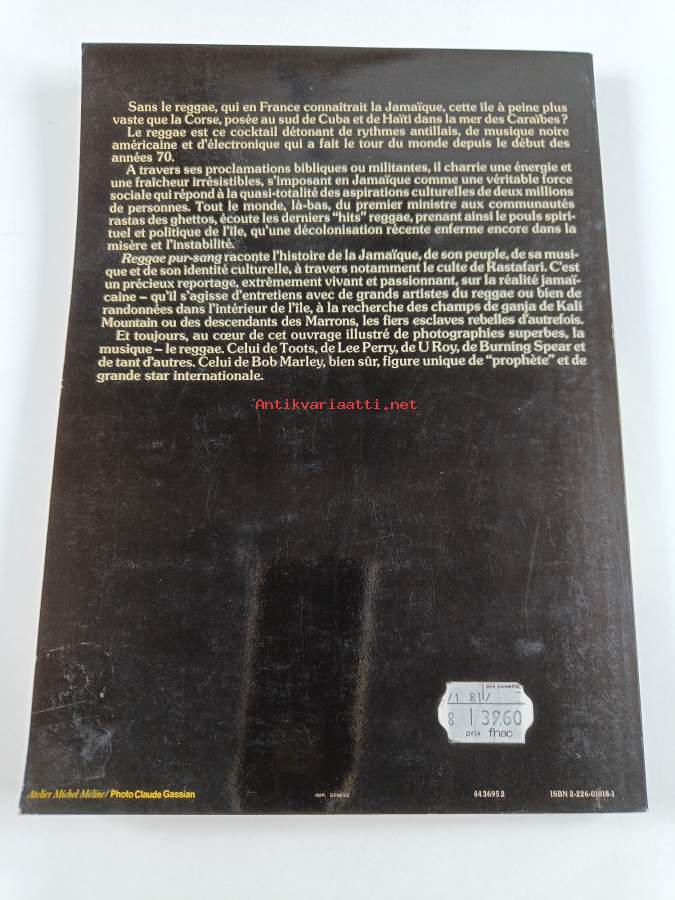 Sans le reggae, qui en France connaîtrait la Jamaïque, cette île à peine plus
vaste que la Corse, posée au sud de Cuba et de Haïti dans la mer des Caraïbes ?
Le reggae est ce cocktail détonant de rythmes antillais, de musique noire
américaine et d'électronique qui a fait le tour du monde depuis le début des
années 70.
A travers ses proclamations bibliques ou militantes, il charrie une énergie et
une fraîcheur irrésistibles, s'imposant en Jamaïque comme une véritable force
sociale qui répond à la quasi-totalité des aspirations culturelles de deux millions
de personnes. Tout le monde, là-bas, du premier ministre aux communautés
rastas des ghettos, écoute les derniers "hits" reggae, prenant ainsi le pouls spiri-
tuel et politique de l'île, qu'une décolonisation récente enferme encore dans la
misère et l'instabilité.
Reggae pur-sang raconte l'histoire de la Jamaïque, de son peuple, de sa musi-
que et de son identité culturelle, à travers notamment le culte de Rastafari. C'est
un précieux reportage, extrêmement vivant et passionnant, sur la réalité jamaï-
caine – qu'il s'agisse d'entretiens avec de grands artistes du reggae ou bien de
randonnées dans l'intérieur de l'île, à la recherche des champs de ganja de Kali
Mountain ou des descendants des Marrons, les fiers esclaves rebelles d'autrefois.
Et toujours, au cœur de cet ouvrage illustré de photographies superbes, la
musique – le reggae. Celui de Toots, de Lee Perry, de U Roy, de Burning Spear et
de tant d'autres. Celui de Bob Marley, bien sûr, figure unique de "prophète" et de
grande star internationale.
Antikvariaatti.net
/1 81/
8 39.60
prix fnac
Atelier Michel Méline/Photo Claude Gassian
IMP. GENÈSE
44 3695 2
ISBN 2-226-01018-1